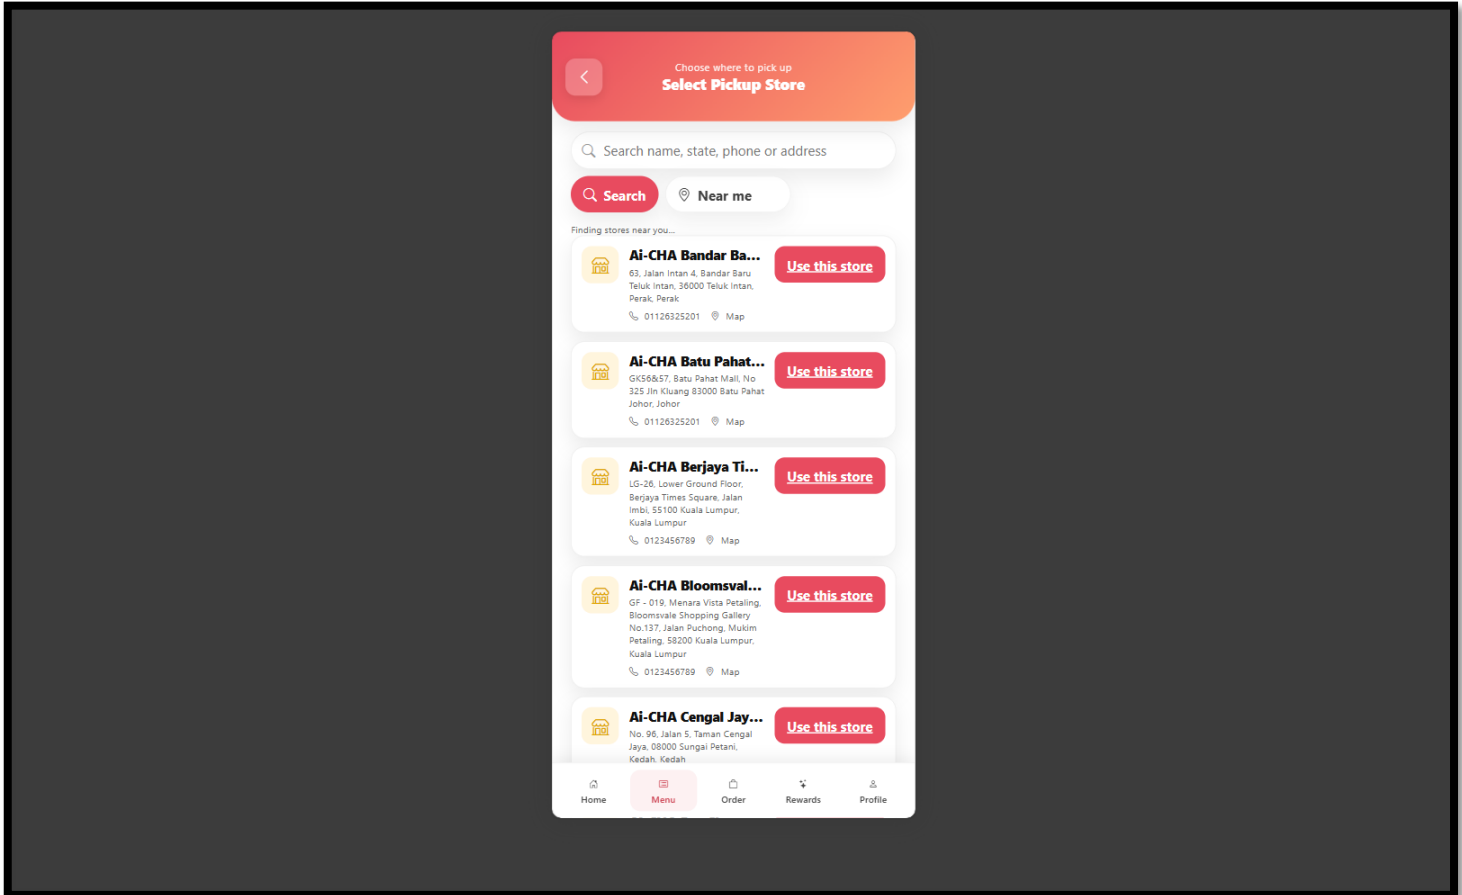 Choose where to pick up
Select Pickup Store
Search name, state, phone or address
Search
Near me
Finding stores near you...
Ai-CHA Bandar Ba...
Use this store
63, Jalan Intan 4, Bandar Baru
Teluk Intan, 36000 Teluk Intan,
Perak, Perak
01126325201
Map
Ai-CHA Batu Pahat...
Use this store
GK56&57, Batu Pahat Mall, No
325 Jln Kluang 83000 Batu Pahat
Johor, Johor
01126325201
Map
Ai-CHA Berjaya Ti...
Use this store
LG-26, Lower Ground Floor,
Berjaya Times Square, Jalan
Imbi, 55100 Kuala Lumpur,
Kuala Lumpur
0123456789
Map
Ai-CHA Bloomsval...
Use this store
GF - 019, Menara Vista Petaling,
Bloomsvale Shopping Gallery
No.137, Jalan Puchong, Mukim
Petaling, 58200 Kuala Lumpur,
Kuala Lumpur
0123456789
Map
Ai-CHA Cengal Jay...
Use this store
No. 96, Jalan 5, Taman Cengal
Jaya, 08000 Sungai Petani,
Kedah, Kedah
Home
Menu
Order
Rewards
Profile